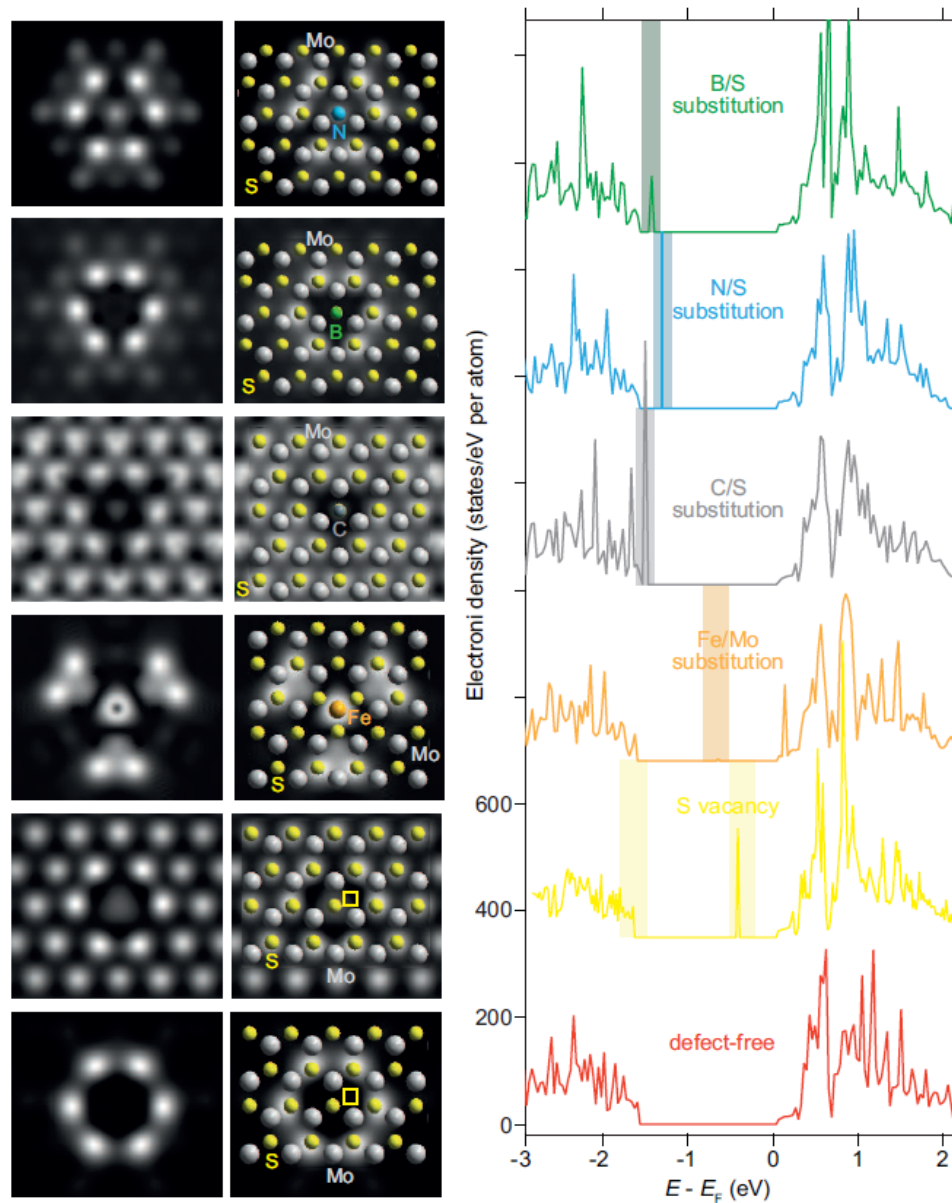 Mo
N
S
Mo
B
S
Mo
C
S
Fe
Mo
S
S
Mo
S
Mo
Electroni density (states/eV per atom)
B/S
substitution
N/S
substitution
C/S
substitution
Fe/Mo
substitution
600
S vacancy
400
200
defect-free
0
-3 -2 -1 0 1 2
E - EF (eV)